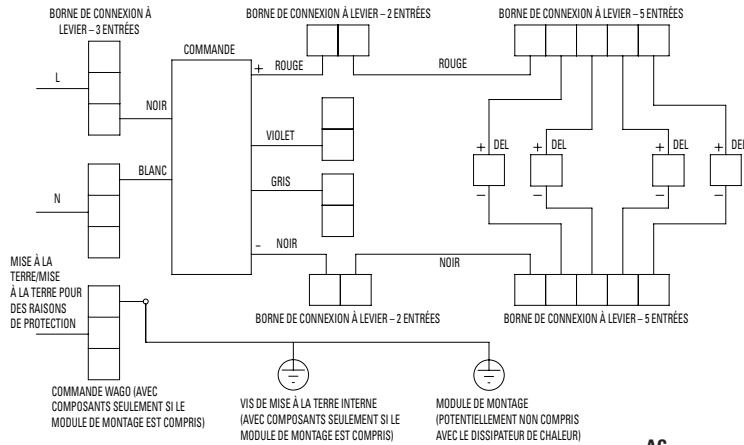 BORNE DE CONNEXION À
LEVIER – 3 ENTRÉES
BORNE DE CONNEXION À LEVIER – 2 ENTRÉES
BORNE DE CONNEXION À LEVIER – 5 ENTRÉES
COMMANDE
+
ROUGE
ROUGE
L
NOIR
VIOLET
+
DEL
+
DEL
+
DEL
+
DEL
BLANC
GRIS
–
–
–
–
N
–
NOIR
NOIR
MISE À LA
TERRE/MISE
À LA TERRE POUR
DES RAISONS
DE PROTECTION
BORNE DE CONNEXION À LEVIER – 2 ENTRÉES
BORNE DE CONNEXION À LEVIER – 5 ENTRÉES
COMMANDE WAGO (AVEC
COMPOSANTS SEULEMENT SI LE
MODULE DE MONTAGE EST COMPRIS)
VIS DE MISE À LA TERRE INTERNE
(AVEC COMPOSANTS SEULEMENT SI LE
MODULE DE MONTAGE EST COMPRIS)
MODULE DE MONTAGE
(POTENTIELLEMENT NON COMPRIS
AVEC LE DISSIPATEUR DE CHALEUR)